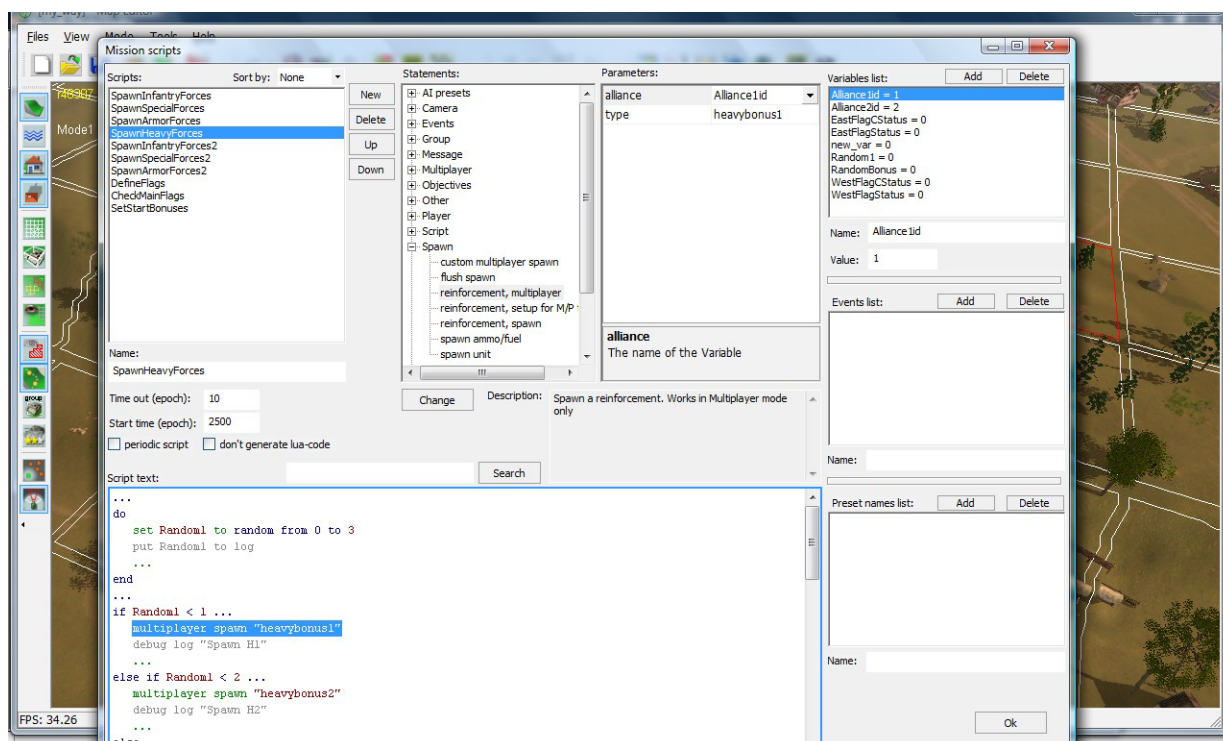 [my_way] - Map Editor
Files View Mode Tools Help
Mission scripts
Mode1
FPS: 34.26
Scripts: Sort by: None
SpawnInfantryForces
SpawnSpecialForces
SpawnArmorForces
SpawnHeavyForces
SpawnInfantryForces2
SpawnSpecialForces2
SpawnArmorForces2
DefineFlags
CheckMainFlags
SetStartBonuses
New
Delete
Up
Down
Name:
SpawnHeavyForces
Time out (epoch): 10
Start time (epoch): 2500
periodic script don't generate lua-code
Statements:
AI presets
Camera
Events
Group
Message
Multiplayer
Objectives
Other
Player
Script
Spawn
custom multiplayer spawn
flush spawn
reinforcement, multiplayer
reinforcement, setup for M/P
reinforcement, spawn
spawn ammo/fuel
spawn unit
Parameters:
alliance Alliance1id
type heavybonus1
alliance
The name of the Variable
Change
Description: Spawn a reinforcement. Works in Multiplayer mode
only
Script text: Search
...
do
set Random1 to random from 0 to 3
put Random1 to log
...
end
...
if Random1 < 1 ...
multiplayer spawn "heavybonus1"
debug log "Spawn H1"
...
else if Random1 < 2 ...
multiplayer spawn "heavybonus2"
debug log "Spawn H2"
...
else
Variables list: Add Delete
Alliance1id = 1
Alliance2id = 2
EastFlagCStatus = 0
EastFlagStatus = 0
new_var = 0
Random1 = 0
RandomBonus = 0
WestFlagCStatus = 0
WestFlagStatus = 0
Name: Alliance1id
Value: 1
Events list: Add Delete
Name:
Preset names list: Add Delete
Name:
Ok